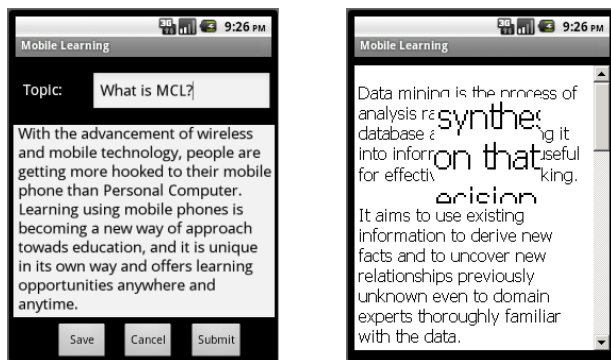 3G 9:26 PM
Mobile Learning
Topic: What is MCL?
With the advancement of wireless
and mobile technology, people are
getting more hooked to their mobile
phone than Personal Computer.
Learning using mobile phones is
becoming a new way of approach
towads education, and it is unique
in its own way and offers learning
opportunities anywhere and
anytime.
Save Cancel Submit
3G 9:26 PM
Mobile Learning
Data mining is the process of
analysis
database
into useful
for king.
synthes
on that
It aims to use existing
information to derive new
facts and to uncover new
relationships previously
unknown even to domain
experts thoroughly familiar
with the data.